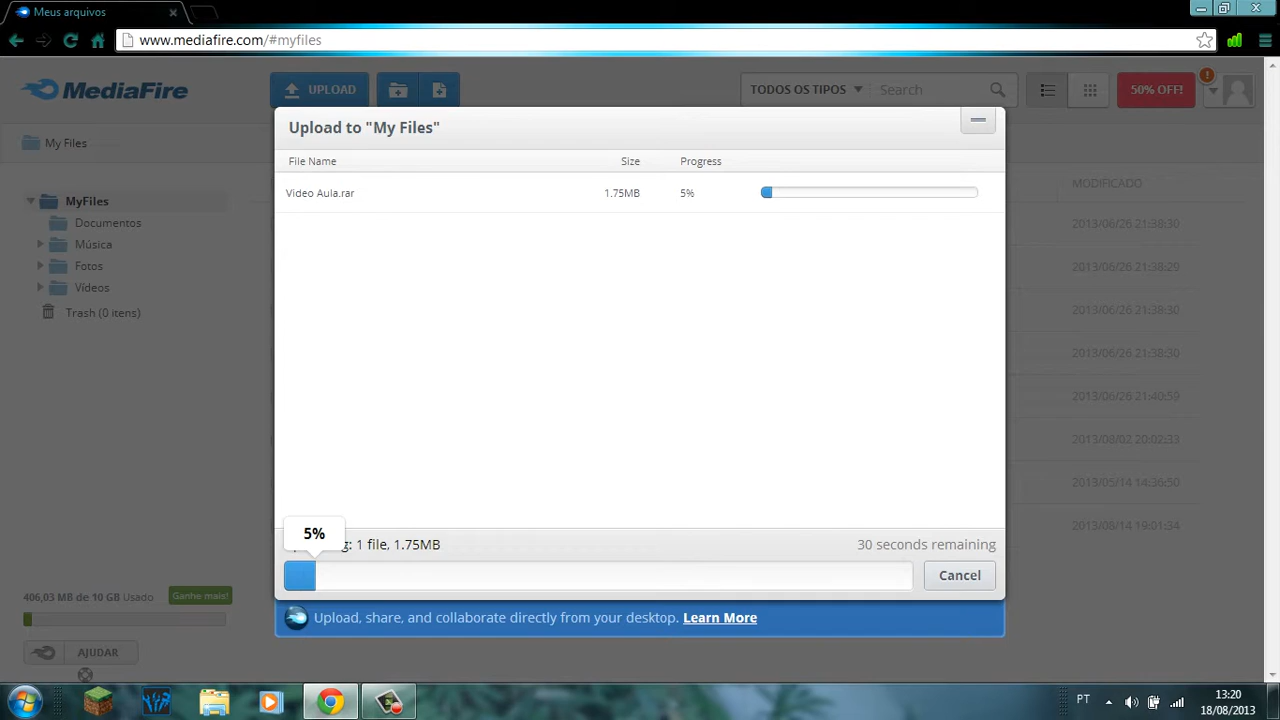 Meus arquivos
www.mediafire.com/#myfiles
MediaFire
UPLOAD
TODOS OS TIPOS
Search
50% OFF!
!
My Files
Upload to "My Files"
File Name
Size
Progress
Video Aula.rar
1.75MB
5%
MyFiles
Documentos
Música
Fotos
Vídeos
Trash (0 itens)
MODIFICADO
2013/06/26 21:38:30
2013/06/26 21:38:29
2013/06/26 21:38:30
2013/06/26 21:38:30
2013/06/26 21:40:59
2013/08/02 20:02:33
2013/05/14 14:36:50
2013/08/14 19:01:34
5%
g: 1 file, 1.75MB
30 seconds remaining
Cancel
Upload, share, and collaborate directly from your desktop. Learn More
406,03 MB de 10 GB Usado
Ganhe mais!
AJUDAR
PT
13:20
18/08/2013